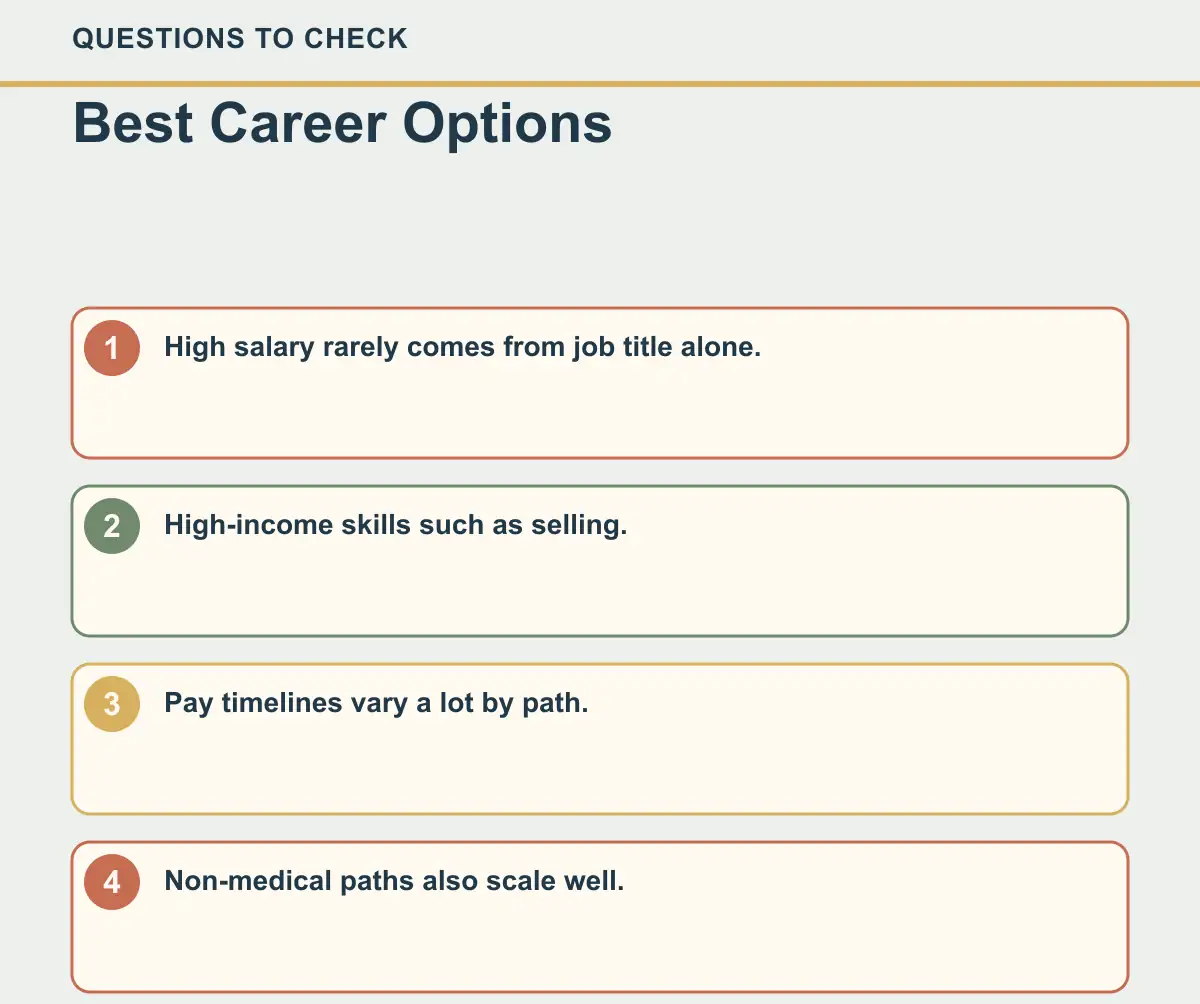 QUESTIONS TO CHECK
Best Career Options
1 High salary rarely comes from job title alone.
2 High-income skills such as selling.
3 Pay timelines vary a lot by path.
4 Non-medical paths also scale well.